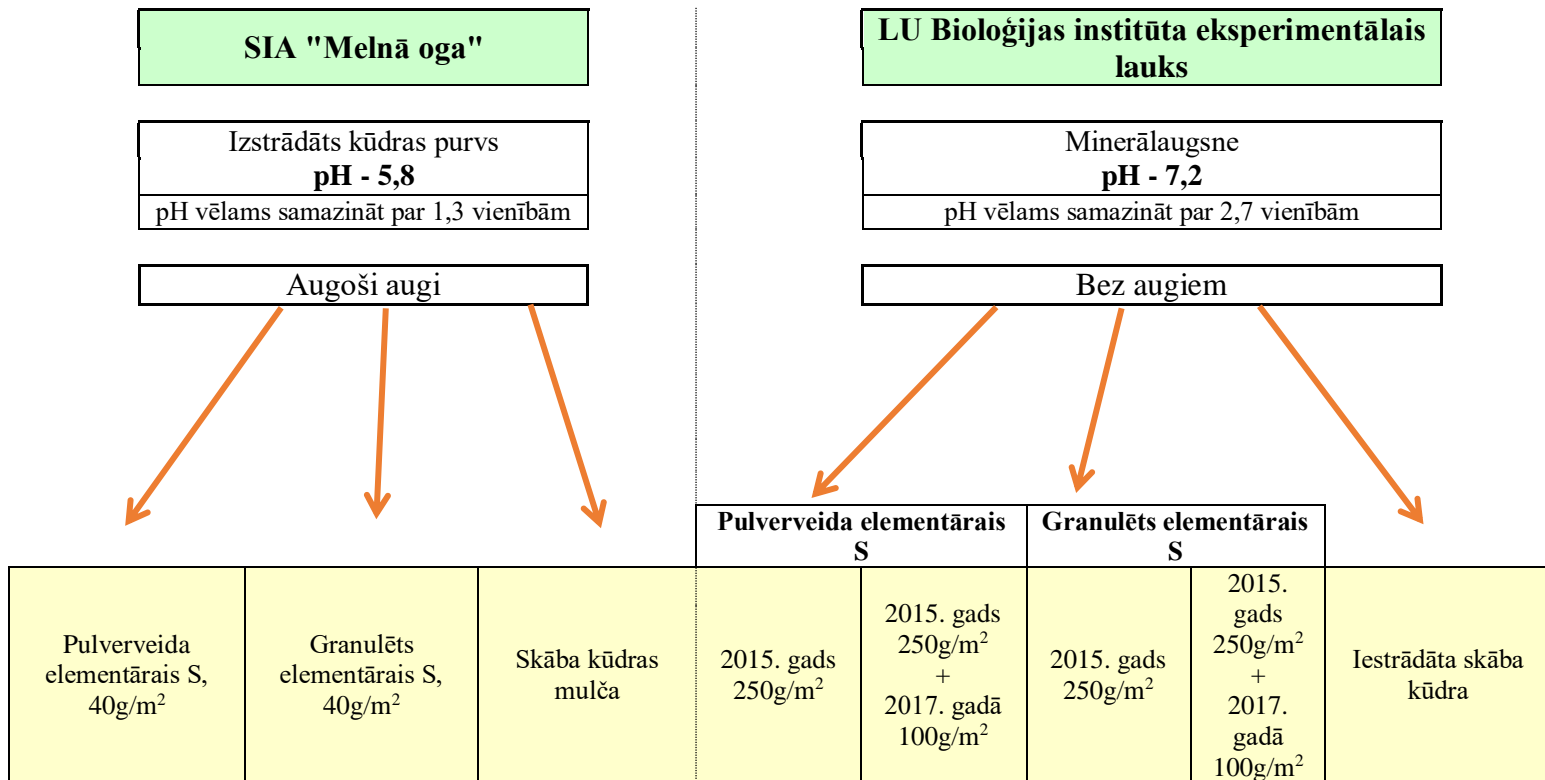 SIA "Melnā oga"
LU Bioloģijas institūta eksperimentālais
lauks
Izstrādāts kūdras purvs
pH - 5,8
pH vēlams samazināt par 1,3 vienībām
Minerālaugsne
pH - 7,2
pH vēlams samazināt par 2,7 vienībām
Augoši augi
Bez augiem
Pulverveida elementārais
S
Granulēts elementārais
S
Pulverveida
elementārais S,
40g/m²
Granulēts
elementārais S,
40g/m²
Skāba kūdras
mulča
2015. gads
250g/m²
2015. gads
250g/m²
+
2017. gadā
100g/m²
2015. gads
250g/m²
2015.
gads
250g/m²
+
2017.
gadā
100g/m²
Iestrādāta skāba
kūdra